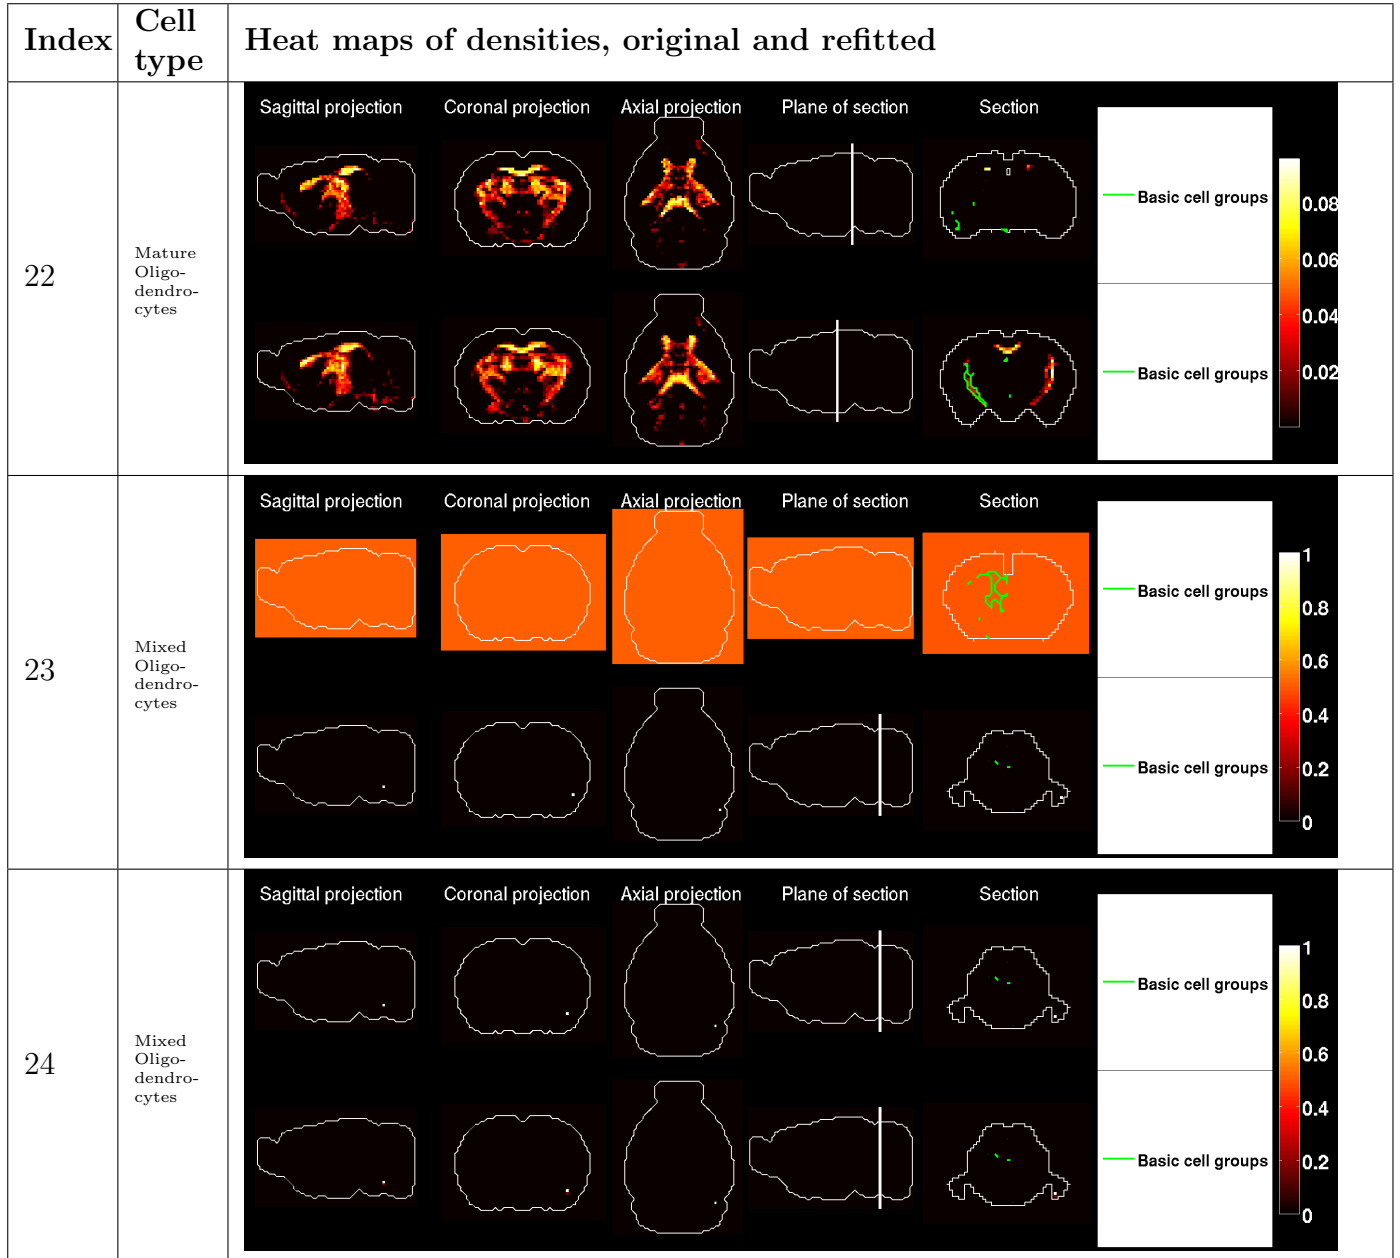 Index
Cell
type
Heat maps of densities, original and refitted
22
Mature
Oligo-
dendro-
cytes
Sagittal projection
Coronal projection
Axial projection
Plane of section
Section
Basic cell groups
Basic cell groups
0.08
0.06
0.04
0.02
23
Mixed
Oligo-
dendro-
cytes
Sagittal projection
Coronal projection
Axial projection
Plane of section
Section
Basic cell groups
Basic cell groups
1
0.8
0.6
0.4
0.2
0
24
Mixed
Oligo-
dendro-
cytes
Sagittal projection
Coronal projection
Axial projection
Plane of section
Section
Basic cell groups
Basic cell groups
1
0.8
0.6
0.4
0.2
0